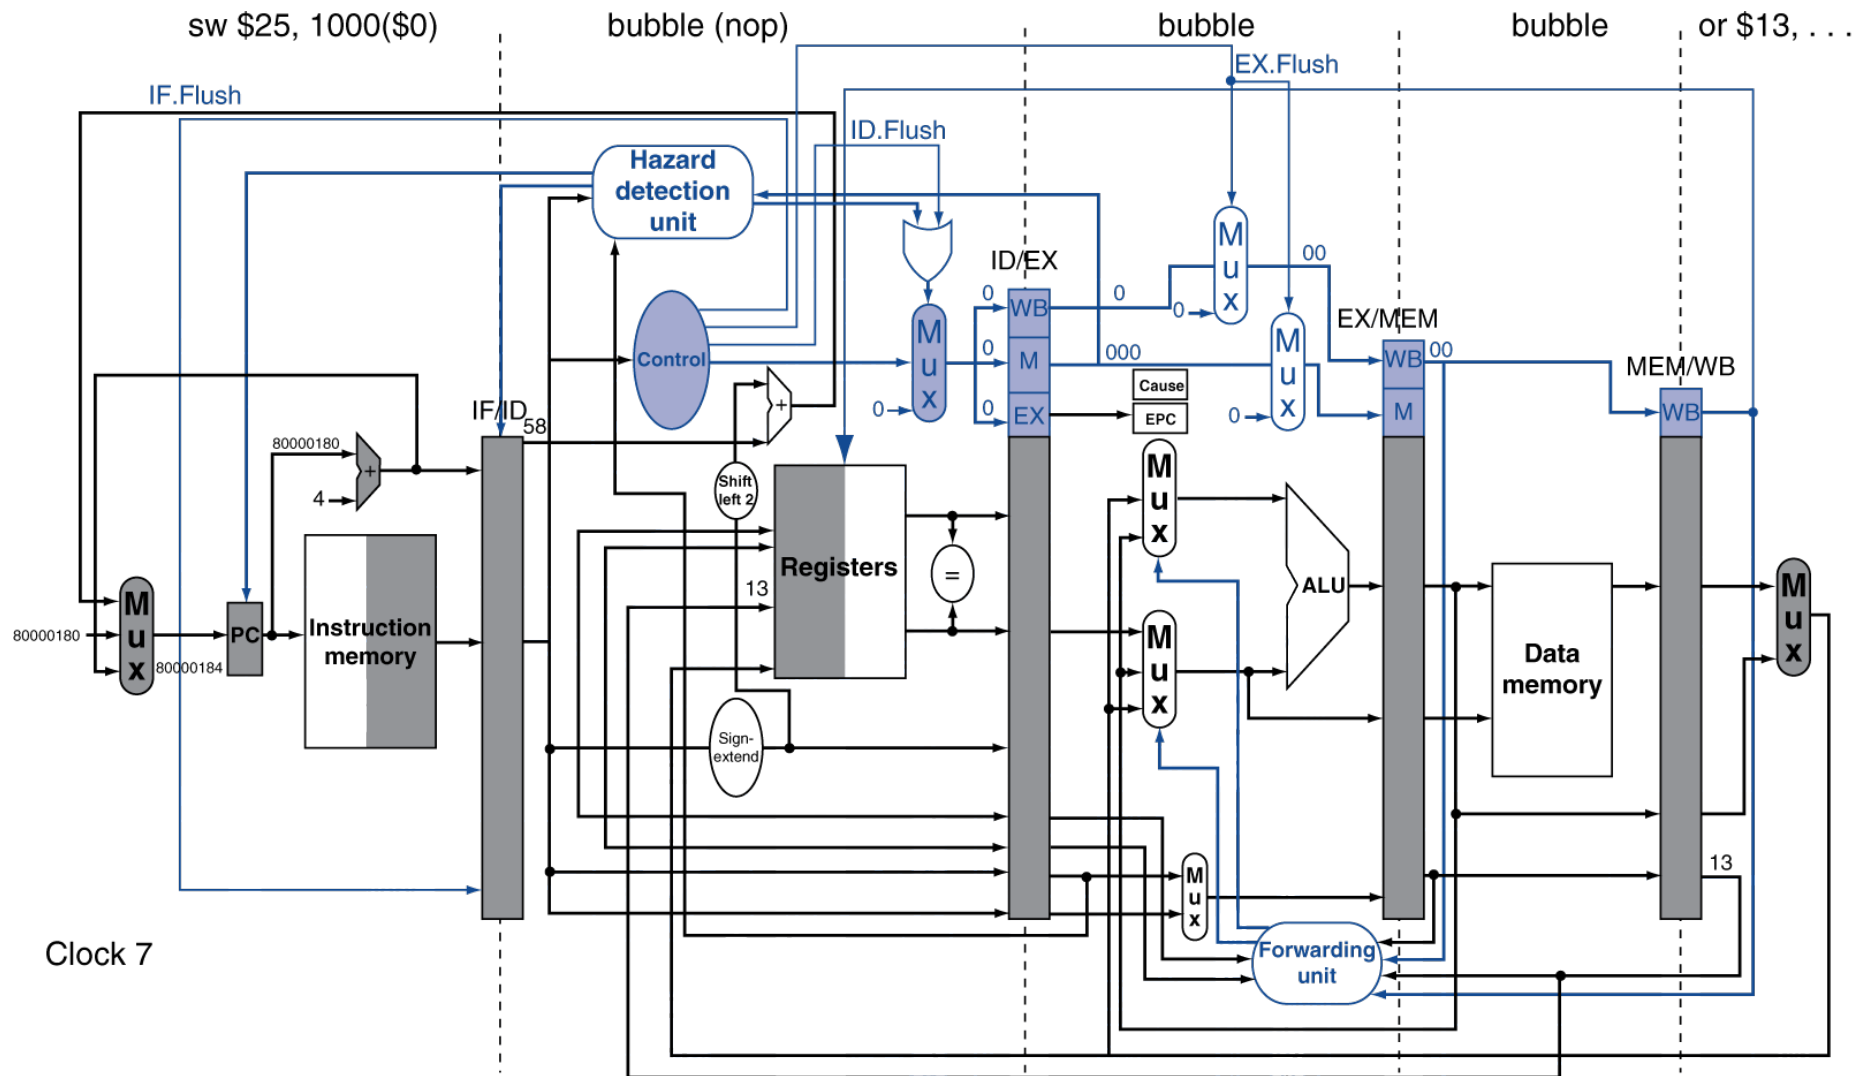 sw $25, 1000($0)
bubble (nop)
bubble
bubble
or $13, . . .
EX.Flush
IF.Flush
ID.Flush
Hazard
detection
unit
ID/EX
M
u
x
0
00
0
WB
0
0
M
000
0
EX
M
u
x
0
Control
M
u
x
0
Cause
EPC
EX/MEM
WB
00
M
MEM/WB
WB
IF/ID
58
+
80000180
+
4
Shift
left 2
M
u
x
=
Registers
13
ALU
M
u
x
80000180
80000184
PC
Instruction
memory
M
u
x
Data
memory
M
u
x
Sign-
extend
M
u
x
13
Forwarding
unit
Clock 7